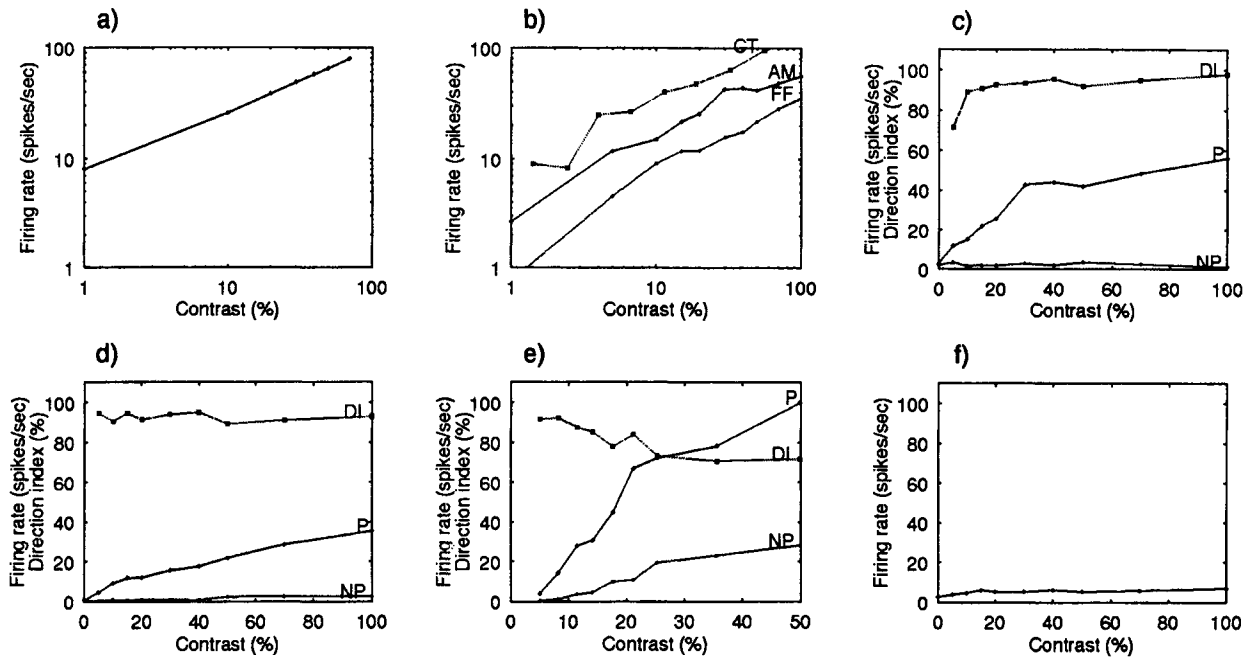 a)
Firing rate (spikes/sec)
100
10
1
1
10
100
Contrast (%)
b)
Firing rate (spikes/sec)
100
10
1
CT
AM
FF
1
10
100
Contrast (%)
c)
Firing rate (spikes/sec)
Direction index (%)
100
80
60
40
20
0
DI
P
NP
0
20
40
60
80
100
Contrast (%)
d)
Firing rate (spikes/sec)
Direction index (%)
100
80
60
40
20
0
DI
P
NP
0
20
40
60
80
100
Contrast (%)
e)
Firing rate (spikes/sec)
Direction index (%)
100
80
60
40
20
0
P
DI
NP
0
10
20
30
40
50
Contrast (%)
f)
Firing rate (spikes/sec)
100
80
60
40
20
0
0
20
40
60
80
100
Contrast (%)